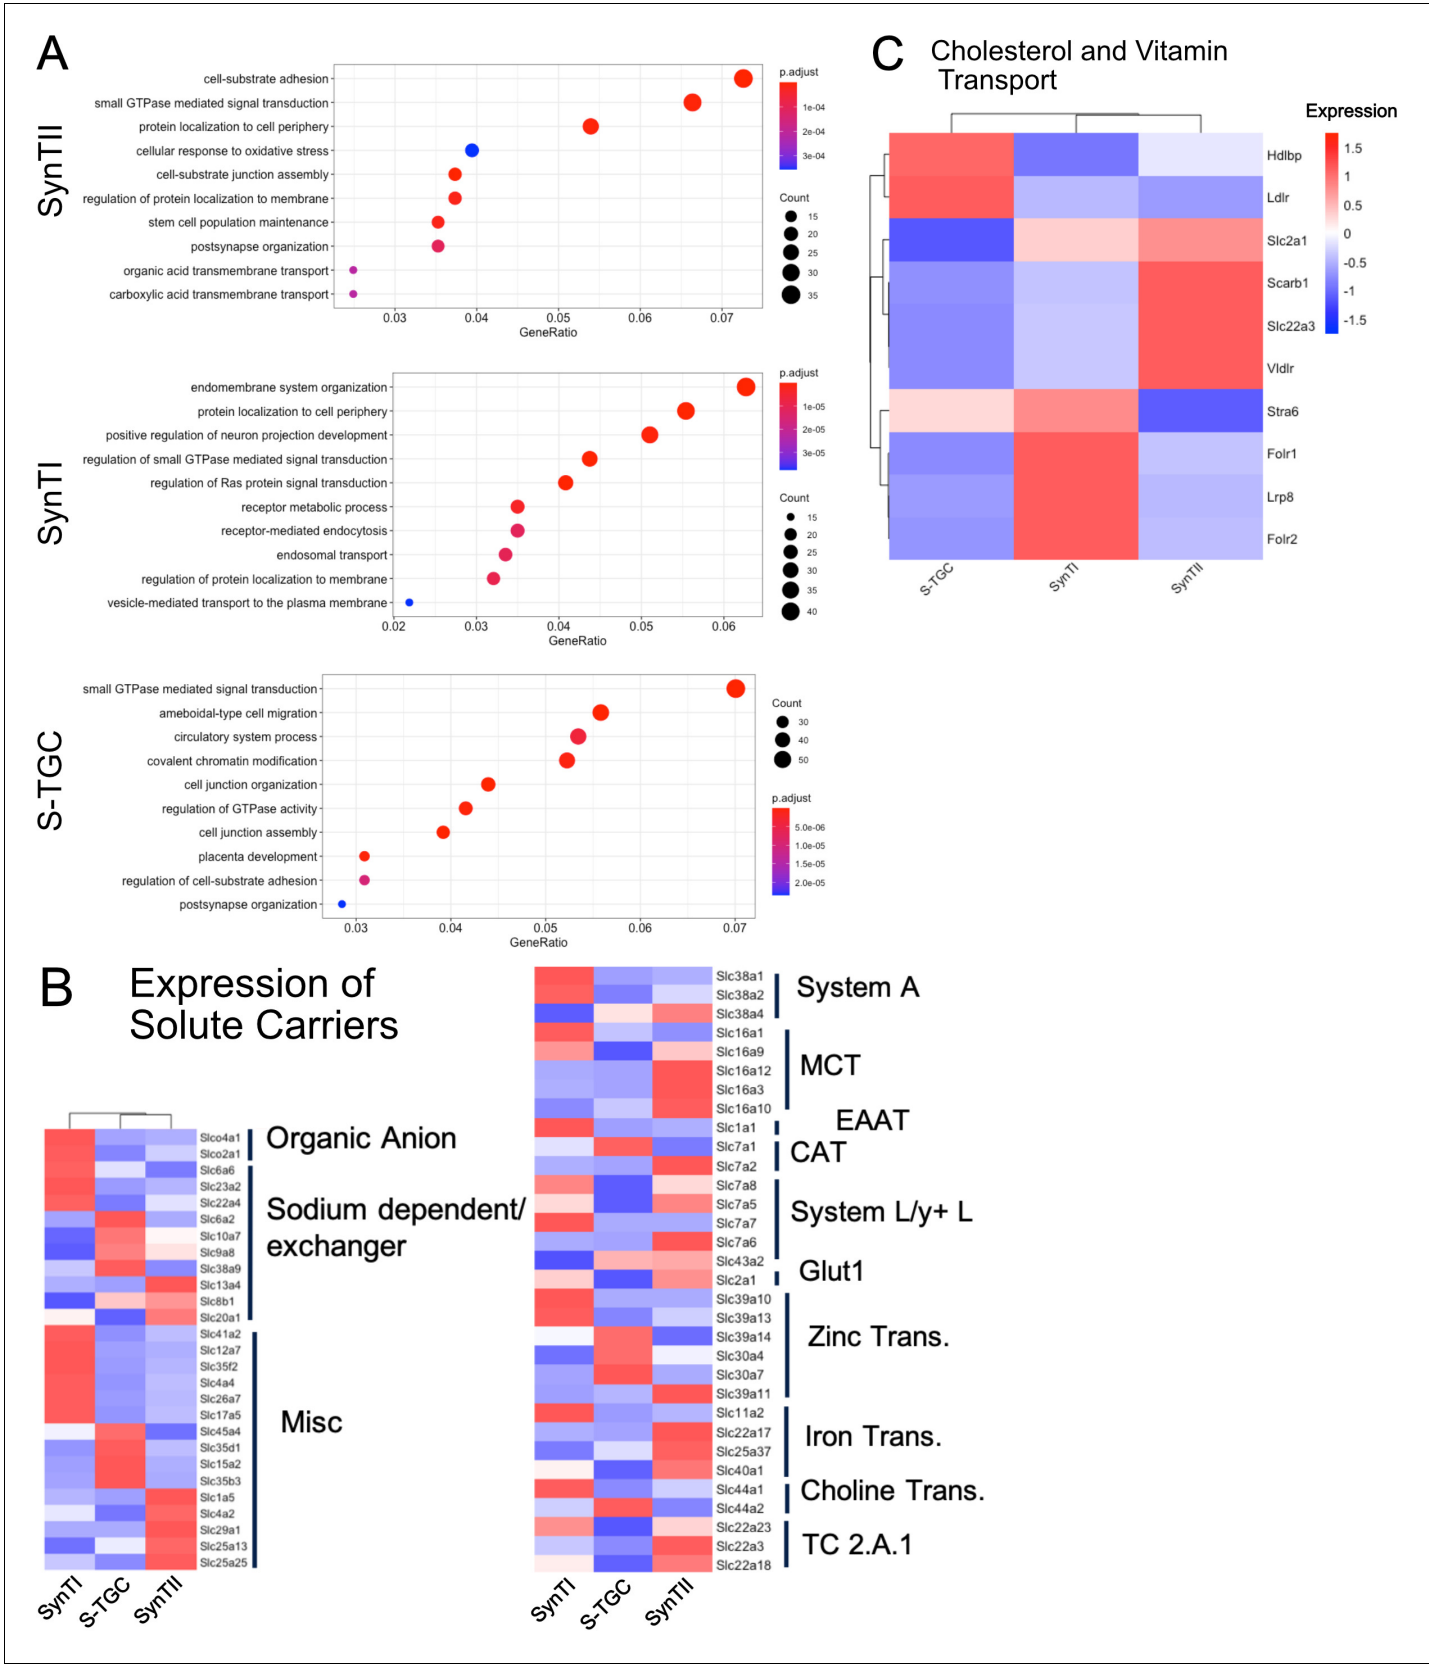 A
SynTII
cell-substrate adhesion
small GTPase mediated signal transduction
protein localization to cell periphery
cellular response to oxidative stress
cell-substrate junction assembly
regulation of protein localization to membrane
stem cell population maintenance
postsynapse organization
organic acid transmembrane transport
carboxylic acid transmembrane transport
0.03 0.04 0.05 0.06 0.07
GeneRatio
p.adjust
1e-04
2e-04
3e-04
Count
15
20
25
30
35
SynTI
endomembrane system organization
protein localization to cell periphery
positive regulation of neuron projection development
regulation of small GTPase mediated signal transduction
regulation of Ras protein signal transduction
receptor metabolic process
receptor-mediated endocytosis
endosomal transport
regulation of protein localization to membrane
vesicle-mediated transport to the plasma membrane
0.02 0.03 0.04 0.05 0.06
GeneRatio
p.adjust
1e-05
2e-05
3e-05
Count
15
20
25
30
35
40
S-TGC
small GTPase mediated signal transduction
ameboidal-type cell migration
circulatory system process
covalent chromatin modification
cell junction organization
regulation of GTPase activity
cell junction assembly
placenta development
regulation of cell-substrate adhesion
postsynapse organization
0.03 0.04 0.05 0.06 0.07
GeneRatio
Count
30
40
50
p.adjust
5.0e-06
1.0e-05
1.5e-05
2.0e-05
C
Cholesterol and Vitamin
Transport
Expression
1.5
1
0.5
0
-0.5
-1
-1.5
Hdlbp
Ldlr
Slc2a1
Scarb1
Slc22a3
Vldlr
Stra6
Folr1
Lrp8
Folr2
S-TGC SynTI SynTII
B
Expression of
Solute Carriers
Slco4a1
Slco2a1
Slc6a6
Slc23a2
Slc22a4
Slc6a2
Slc10a7
Slc9a8
Slc38a9
Slc13a4
Slc8b1
Slc20a1
Slc41a2
Slc12a7
Slc35f2
Slc4a4
Slc26a7
Slc17a5
Slc45a4
Slc35d1
Slc15a2
Slc35b3
Slc1a5
Slc4a2
Slc29a1
Slc25a13
Slc25a25
Organic Anion
Sodium dependent/
exchanger
Misc
SynTI S-TGC SynTII
Slc38a1
Slc38a2
Slc38a4
Slc16a1
Slc16a9
Slc16a12
Slc16a3
Slc16a10
Slc1a1
Slc7a1
Slc7a2
Slc7a8
Slc7a5
Slc7a7
Slc7a6
Slc43a2
Slc2a1
Slc39a10
Slc39a13
Slc39a14
Slc30a4
Slc30a7
Slc39a11
Slc11a2
Slc22a17
Slc25a37
Slc40a1
Slc44a1
Slc44a2
Slc22a23
Slc22a3
Slc22a18
System A
MCT
EAAT
CAT
System L/y+ L
Glut1
Zinc Trans.
Iron Trans.
Choline Trans.
TC 2.A.1
SynTI S-TGC SynTII